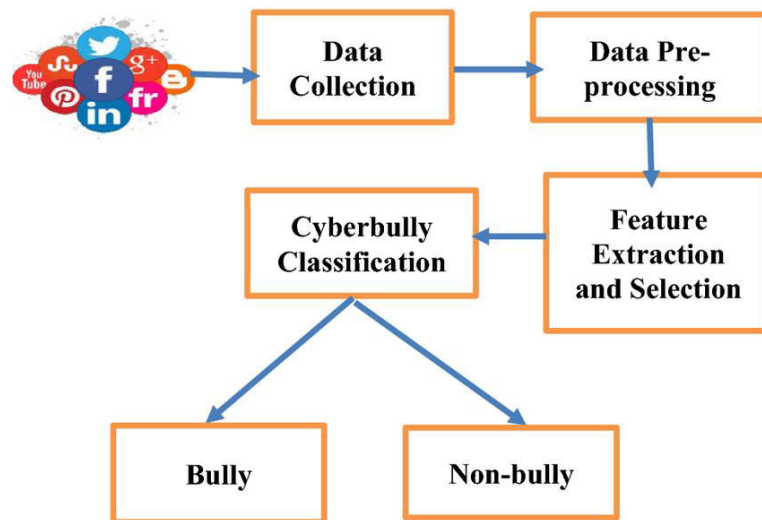 You
Tube
g+
f
in
fr
Data
Collection
Data Pre-
processing
Cyberbully
Classification
Feature
Extraction
and Selection
Bully
Non-bully